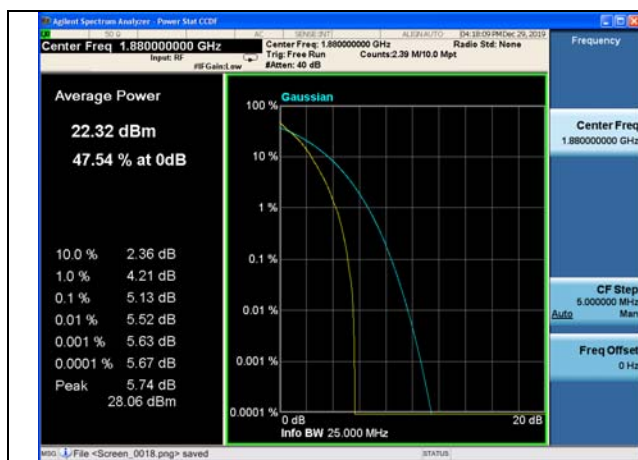 Agilent Spectrum Analyzer - Power Stat CCDF
50 Ω AC SENSE:INT ALIGN AUTO 04:18:09 PM Dec 29, 2019
Center Freq 1.880000000 GHz
Input: RF
#IFGain:Low
Center Freq: 1.880000000 GHz
Trig: Free Run Counts:2.39 M/10.0 Mpt
#Atten: 40 dB
Radio Std: None
Frequency
Average Power
22.32 dBm
47.54 % at 0dB
10.0 % 2.36 dB
1.0 % 4.21 dB
0.1 % 5.13 dB
0.01 % 5.52 dB
0.001 % 5.63 dB
0.0001 % 5.67 dB
Peak 5.74 dB
28.06 dBm
Gaussian
100 %
10 %
1 %
0.1 %
0.01 %
0.001 %
0.0001 %
0 dB 20 dB
Info BW 25.000 MHz
Center Freq
1.880000000 GHz
CF Step
5.000000 MHz
Auto Man
Freq Offset
0 Hz
MSG File <Screen_0018.png> saved STATUS